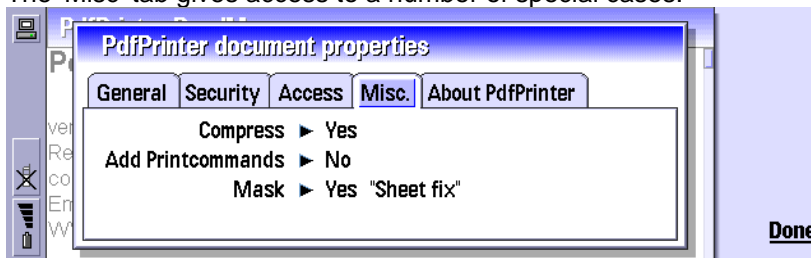 The 'Misc' tab gives access to a number of special cases.
PdfPrinter document properties
General Security Access Misc. About PdfPrinter
Compress ► Yes
Add Printcommands ► No
Mask ► Yes "Sheet fix"
Done